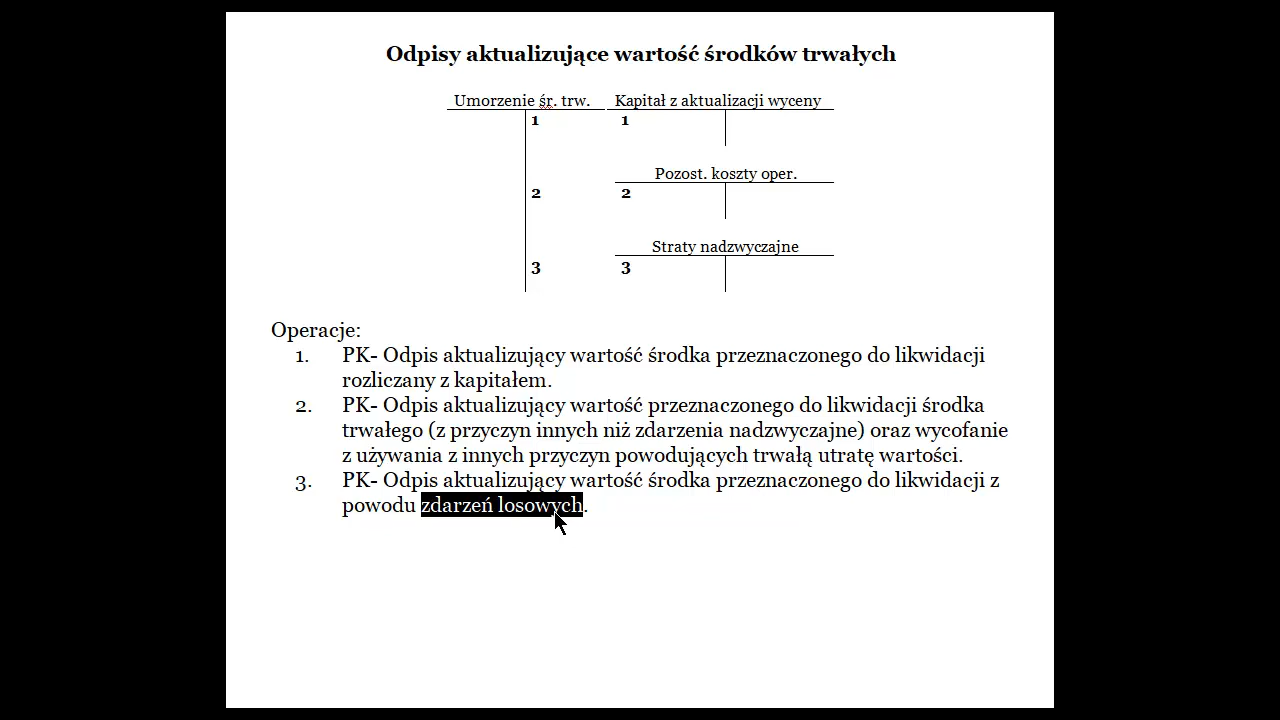 Odpisy aktualizujące wartość środków trwałych
Umorzenie śr. trw. Kapitał z aktualizacji wyceny
1 1
Pozost. koszty oper.
2 2
Straty nadzwyczajne
3 3
Operacje:
1. PK- Odpis aktualizujący wartość środka przeznaczonego do likwidacji
rozliczany z kapitałem.
2. PK- Odpis aktualizujący wartość przeznaczonego do likwidacji środka
trwałego (z przyczyn innych niż zdarzenia nadzwyczajne) oraz wycofanie
z używania z innych przyczyn powodujących trwałą utratę wartości.
3. PK- Odpis aktualizujący wartość środka przeznaczonego do likwidacji z
powodu zdarzeń losowych.